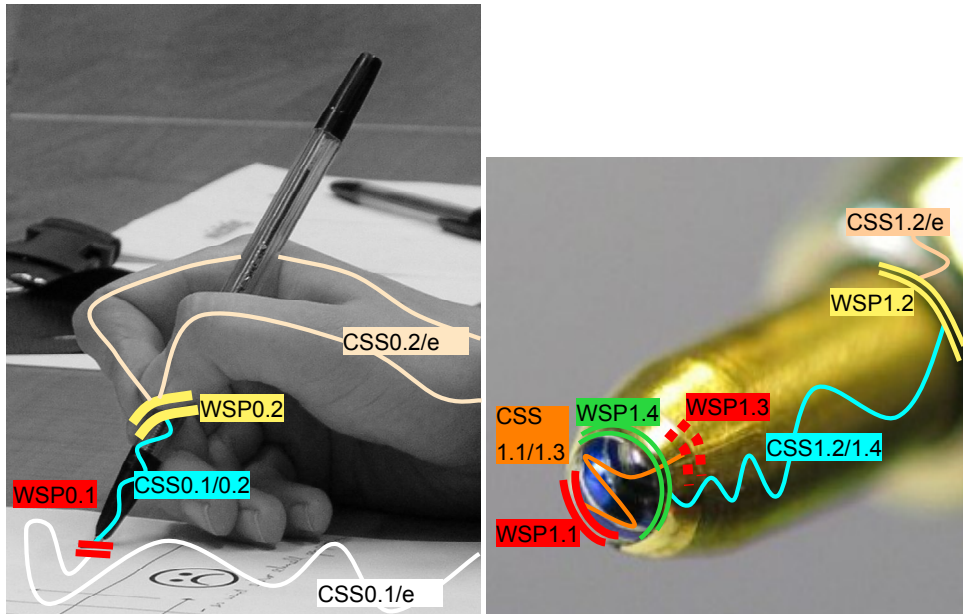 CSS0.2/e
WSP0.2
CSS0.1/0.2
WSP0.1
CSS0.1/e
CSS1.2/e
WSP1.2
CSS
1.1/1.3
WSP1.4
WSP1.3
CSS1.2/1.4
WSP1.1